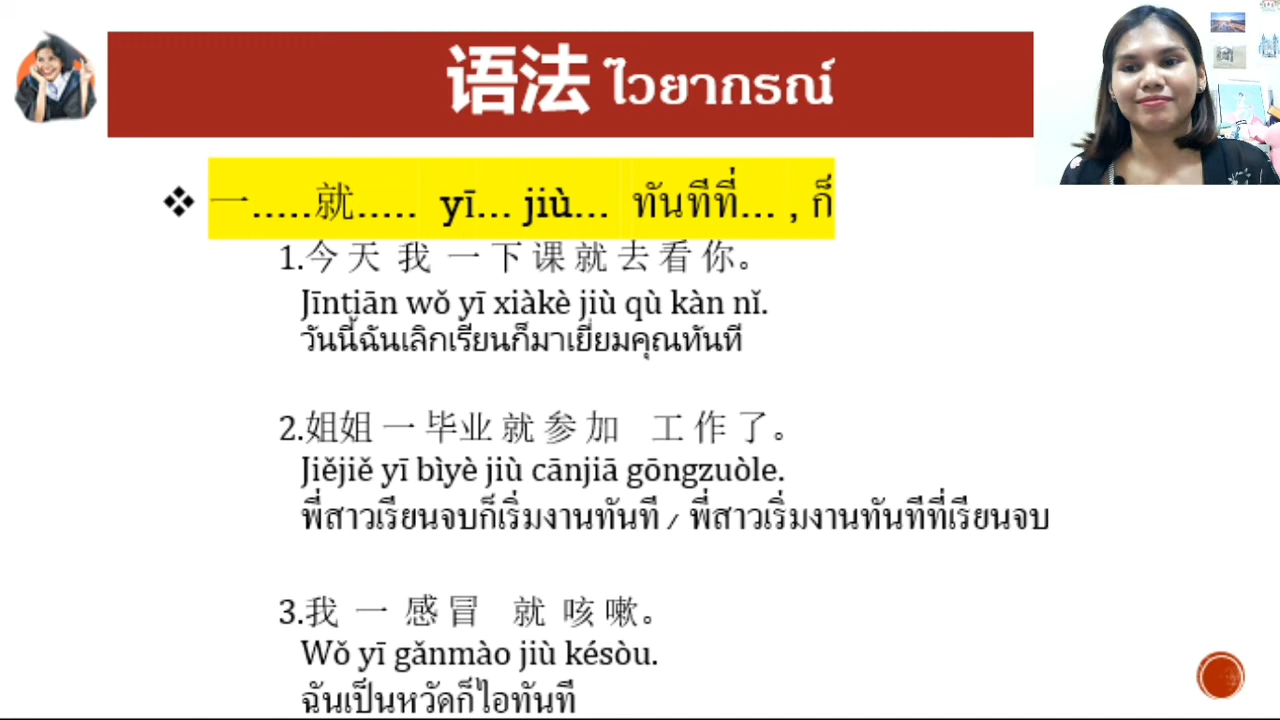 语法 ไวยากรณ์
❖ 一.....就..... yī... jiù... ทันทีที่... , ก็
1.今 天 我 一 下 课 就 去 看 你。
Jīntiān wǒ yī xiàkè jiù qù kàn nǐ.
วันนี้ฉันเลิกเรียนก็มาเยี่ยมคุณทันที
2.姐姐 一 毕业 就 参 加 工 作 了。
Jiějiě yī bìyè jiù cānjiā gōngzuòle.
พี่สาวเรียนจบก็เริ่มงานทันที / พี่สาวเริ่มงานทันทีที่เรียนจบ
3.我 一 感 冒 就 咳 嗽。
Wǒ yī gǎnmào jiù késòu.
ฉันเป็นหวัดก็ไอทันที